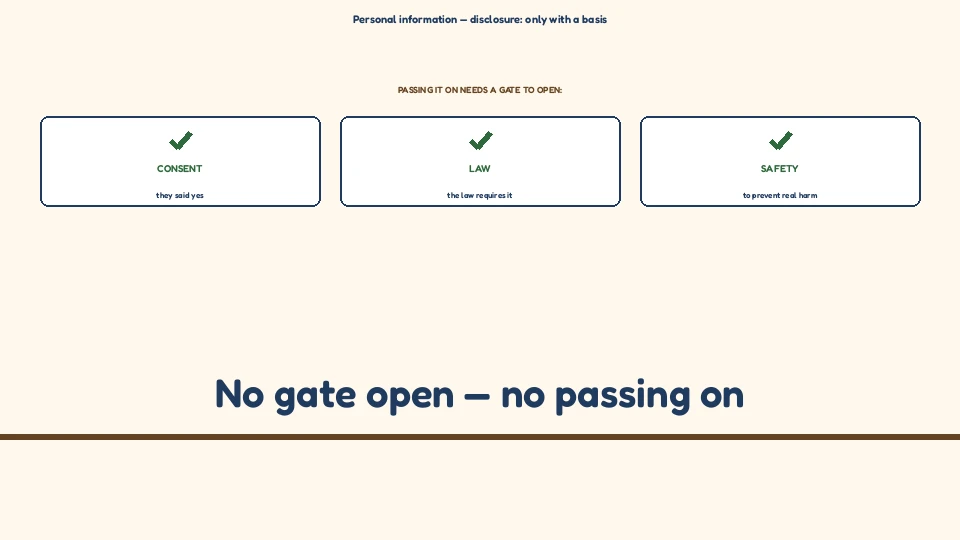 Personal information — disclosure: only with a basis
PASSING IT ON NEEDS A GATE TO OPEN:
CONSENT
they said yes
LAW
the law requires it
SAFETY
to prevent real harm
No gate open — no passing on